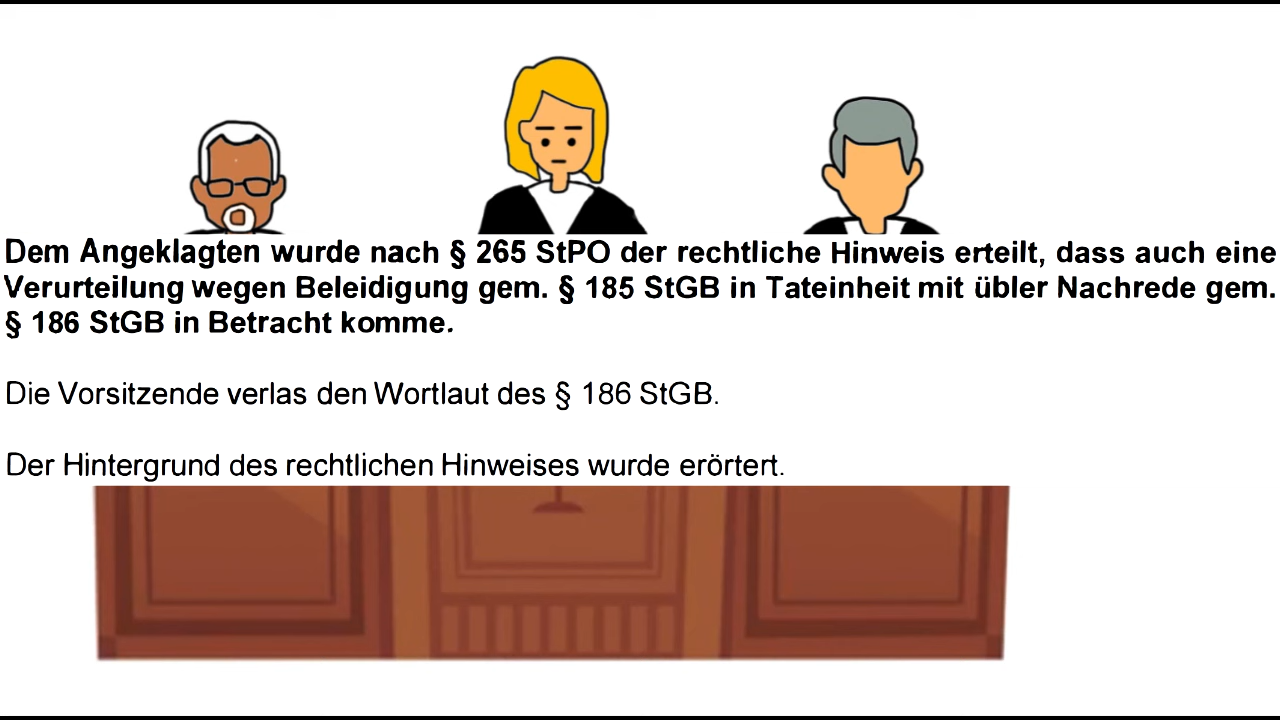 Dem Angeklagten wurde nach § 265 StPO der rechtliche Hinweis erteilt, dass auch eine
Verurteilung wegen Beleidigung gem. § 185 StGB in Tateinheit mit übler Nachrede gem.
§ 186 StGB in Betracht komme.
Die Vorsitzende verlas den Wortlaut des § 186 StGB.
Der Hintergrund des rechtlichen Hinweises wurde erörtert.